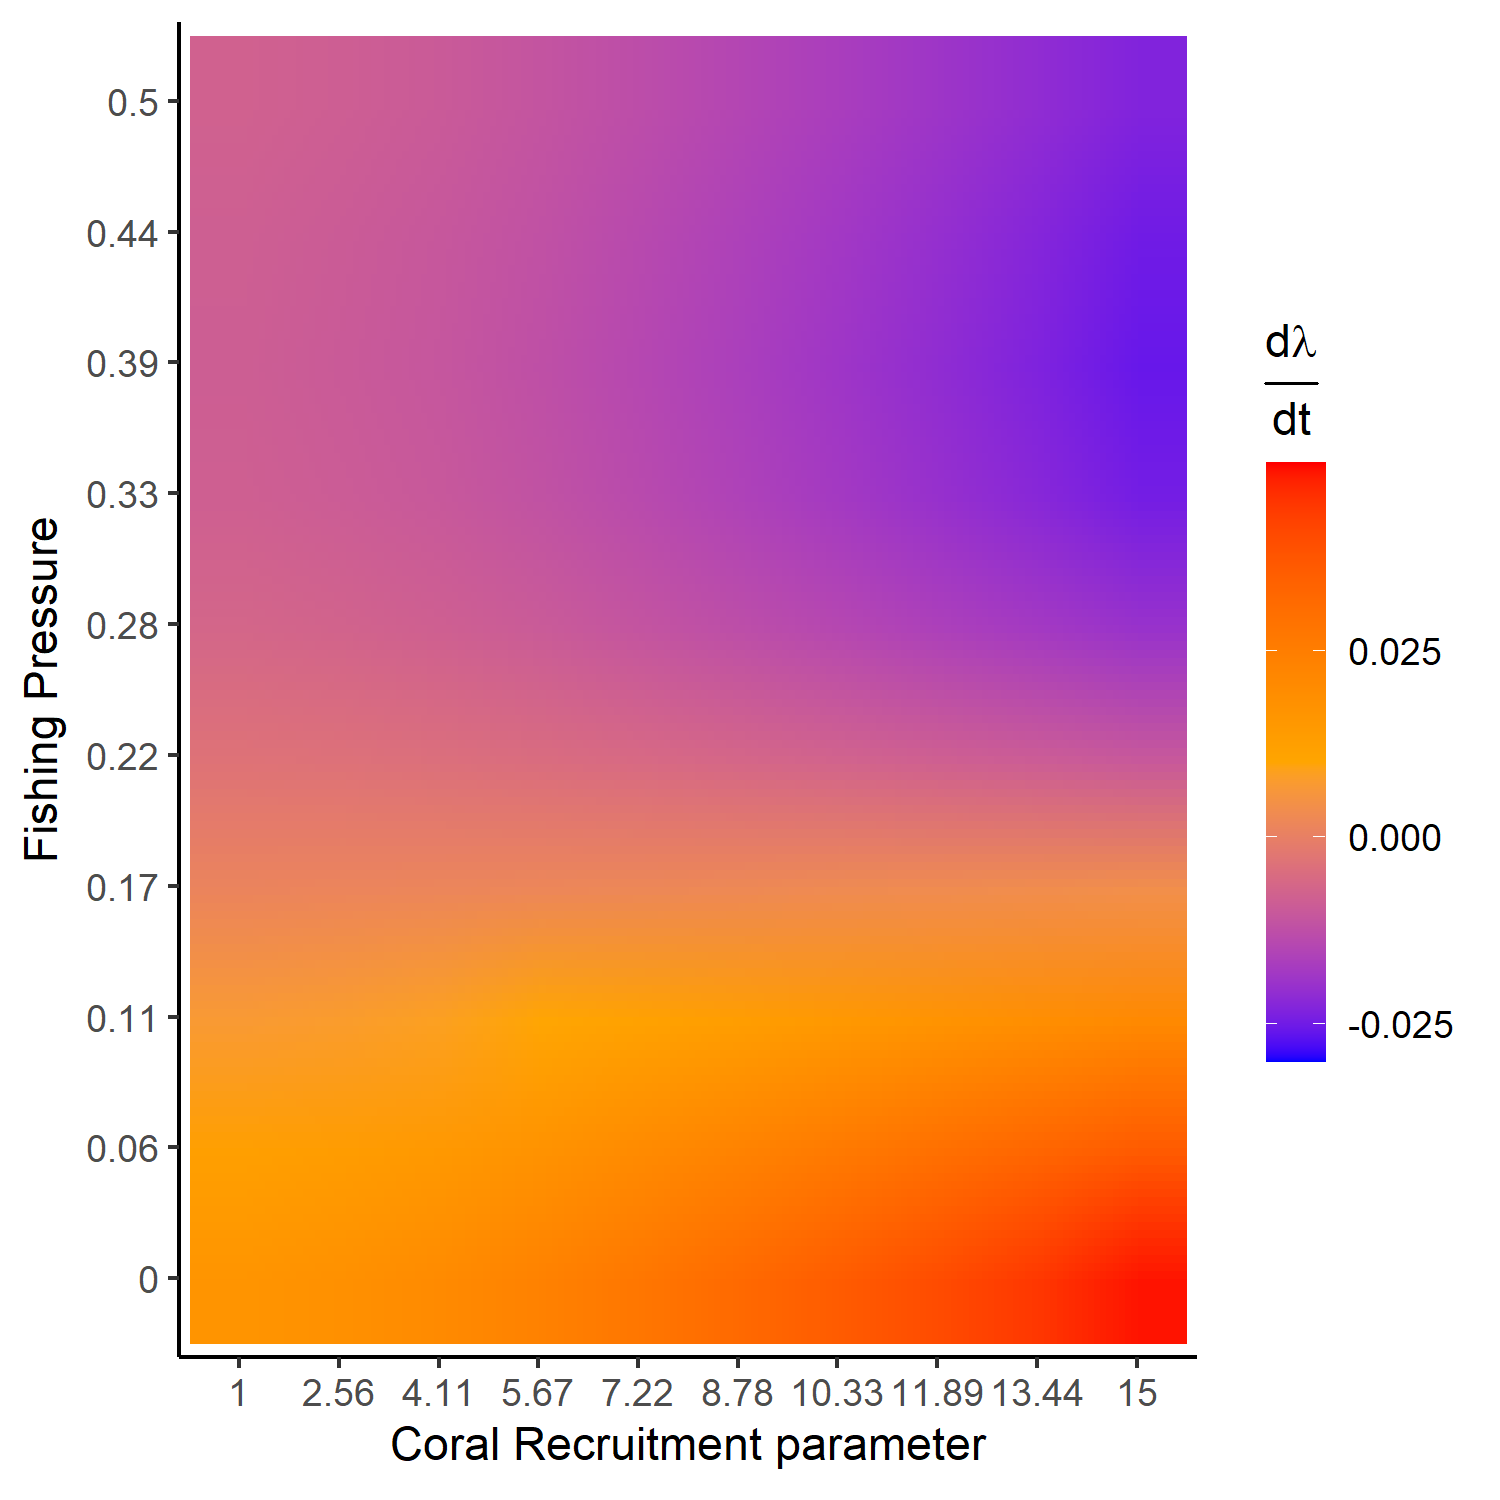 Fishing Pressure
0.5
0.44
0.39
0.33
0.28
0.22
0.17
0.11
0.06
0
1 2.56 4.11 5.67 7.22 8.78 10.33 11.89 13.44 15
Coral Recruitment parameter
dλ
dt
0.025
0.000
-0.025